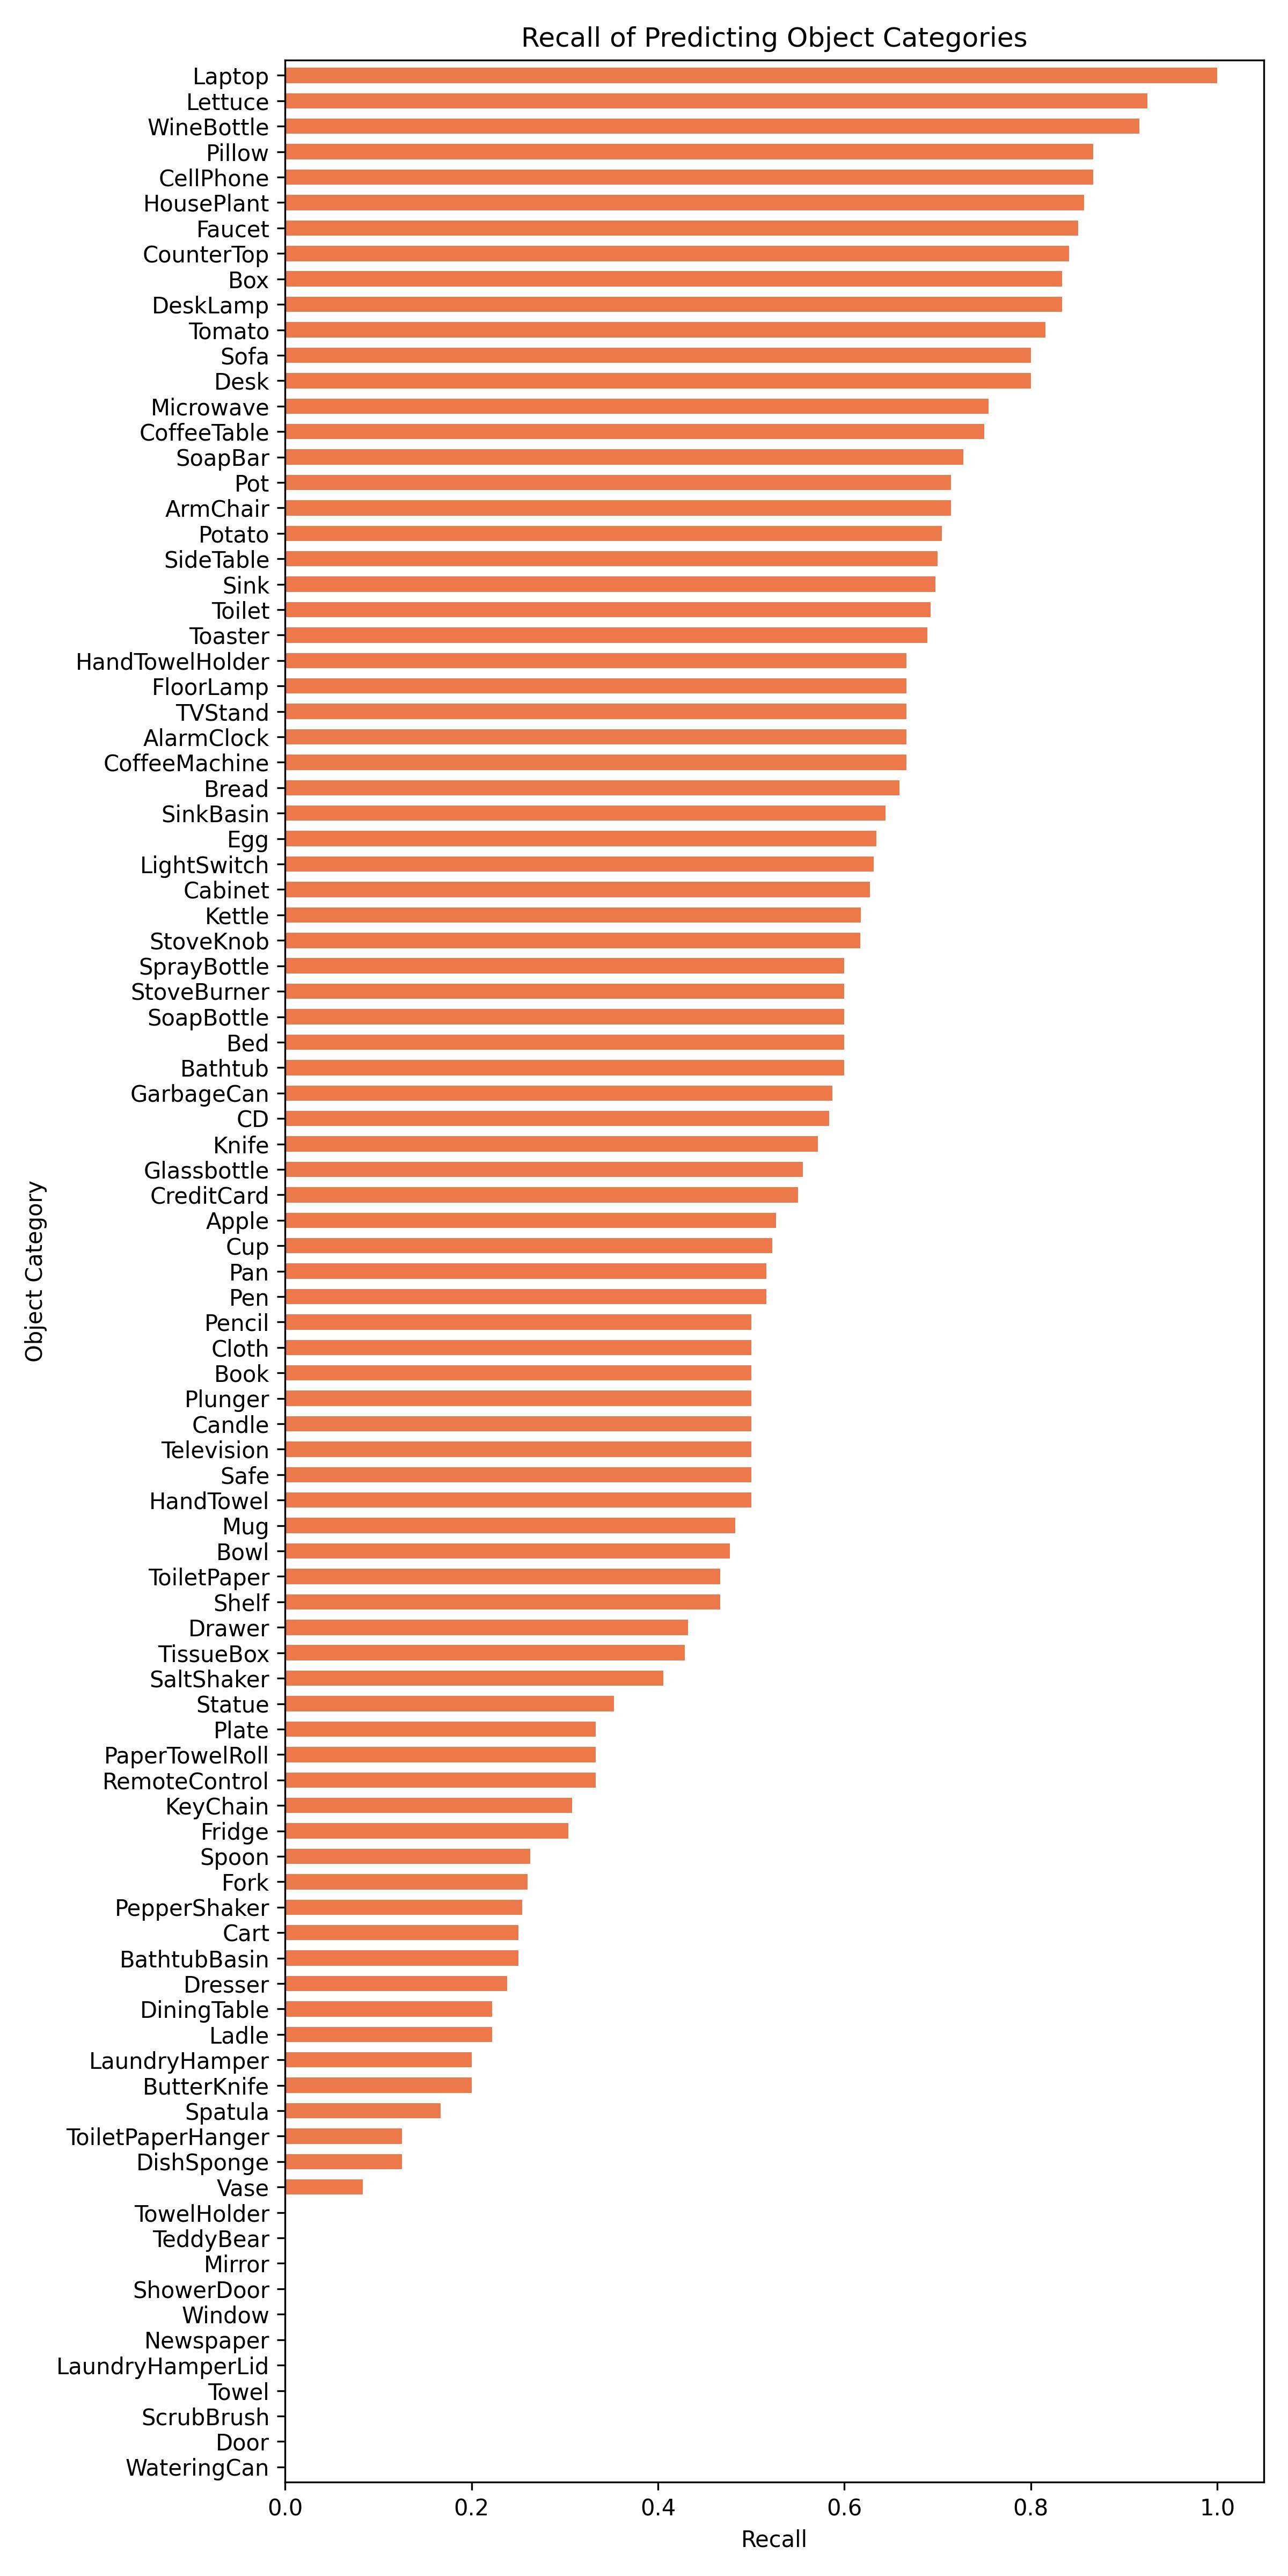 Recall of Predicting Object Categories
Laptop
Lettuce
WineBottle
Pillow
CellPhone
HousePlant
Faucet
CounterTop
Box
DeskLamp
Tomato
Sofa
Desk
Microwave
CoffeeTable
SoapBar
Pot
ArmChair
Potato
SideTable
Sink
Toilet
Toaster
HandTowelHolder
FloorLamp
TVStand
AlarmClock
CoffeeMachine
Bread
SinkBasin
Egg
LightSwitch
Cabinet
Kettle
StoveKnob
SprayBottle
StoveBurner
SoapBottle
Bed
Bathtub
GarbageCan
CD
Knife
Glassbottle
CreditCard
Apple
Cup
Pan
Pen
Pencil
Cloth
Book
Plunger
Candle
Television
Safe
HandTowel
Mug
Bowl
ToiletPaper
Shelf
Drawer
TissueBox
SaltShaker
Statue
Plate
PaperTowelRoll
RemoteControl
KeyChain
Fridge
Spoon
Fork
PepperShaker
Cart
BathtubBasin
Dresser
DiningTable
Ladle
LaundryHamper
ButterKnife
Spatula
ToiletPaperHanger
DishSponge
Vase
TowelHolder
TeddyBear
Mirror
ShowerDoor
Window
Newspaper
LaundryHamperLid
Towel
ScrubBrush
Door
WateringCan
Object Category
0.0 0.2 0.4 0.6 0.8 1.0
Recall